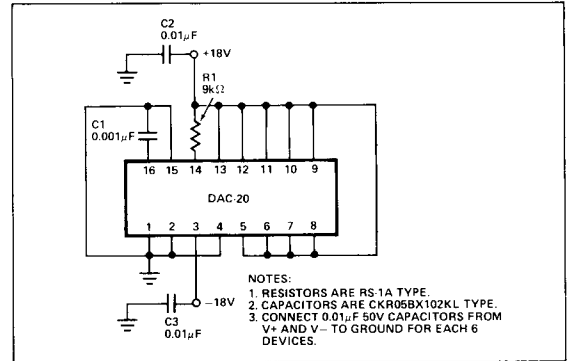 C2
0.01μF
+18V
R1
9kΩ
C1
0.001μF
16 15 14 13 12 11 10 9
DAC-20
1 2 3 4 5 6 7 8
-18V
C3
0.01μF
NOTES:
1. RESISTORS ARE RS-1A TYPE.
2. CAPACITORS ARE CKR05BX102KL TYPE.
3. CONNECT 0.01μF 50V CAPACITORS FROM
V+ AND V- TO GROUND FOR EACH 6
DEVICES.